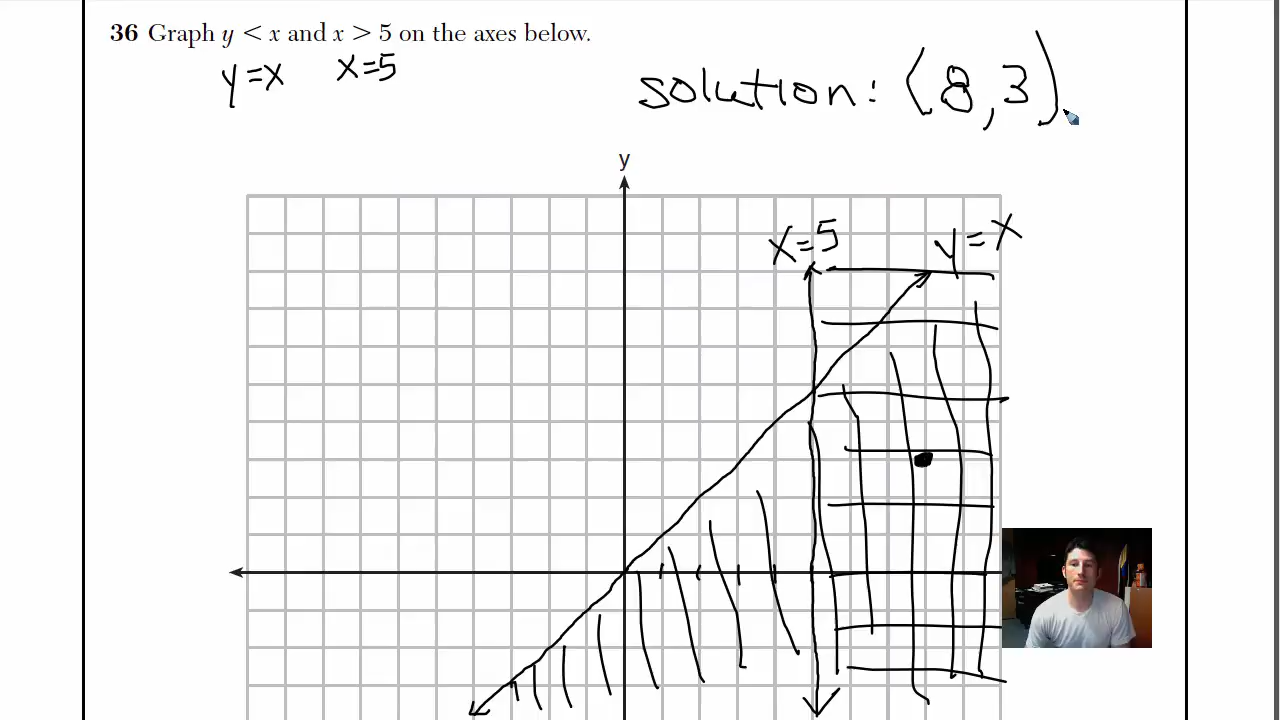 36 Graph y < x and x > 5 on the axes below.
y=x x=5
solution: (8,3)
y
x=5 y=x